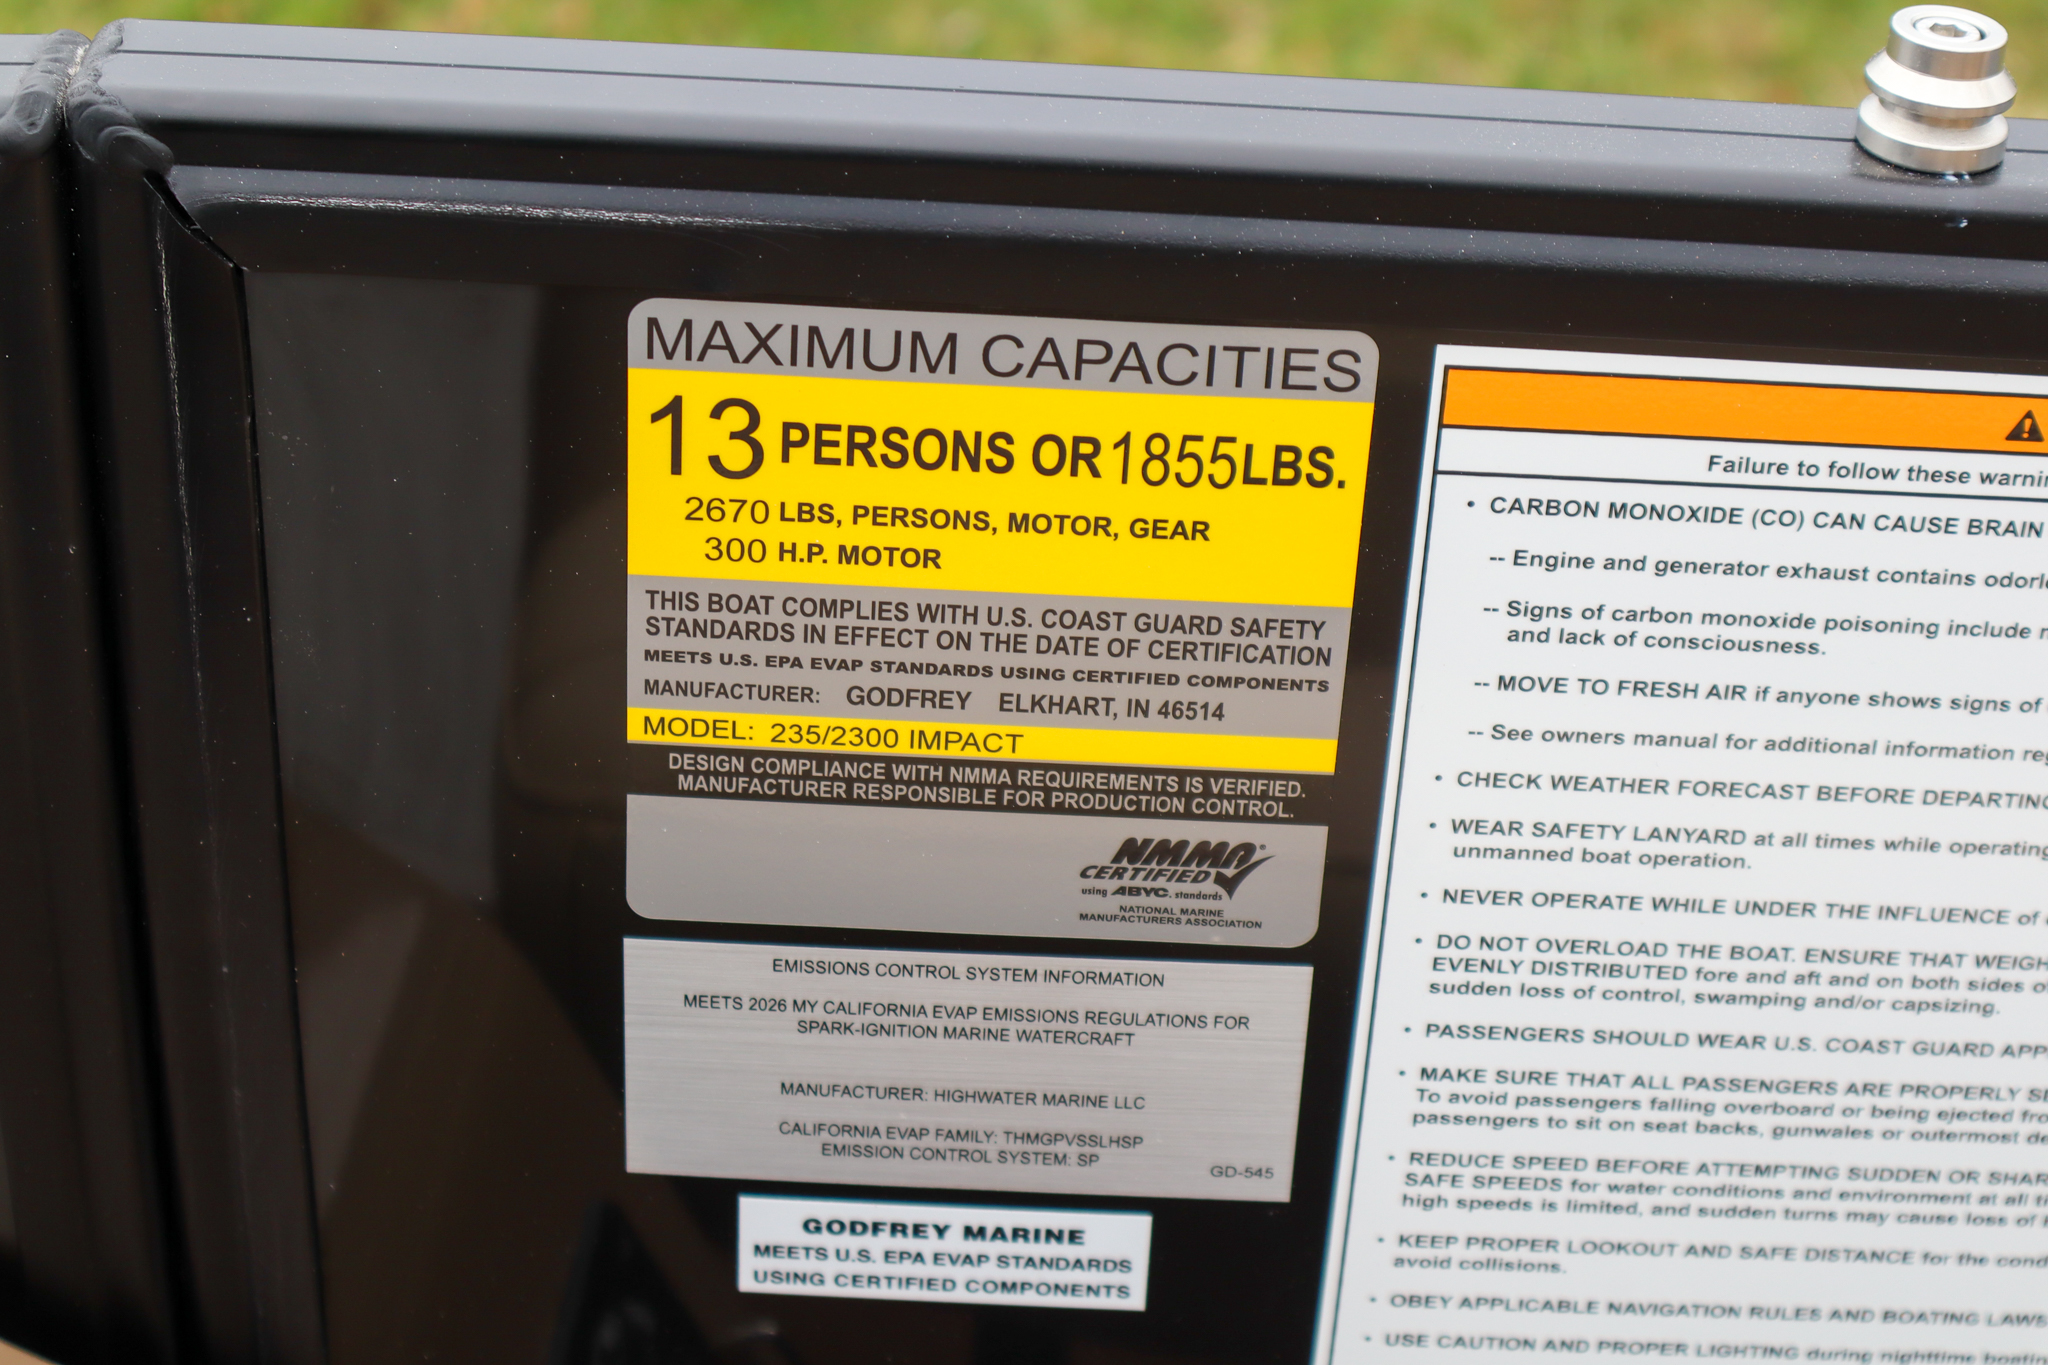 MAXIMUM CAPACITIES
13 PERSONS OR 1855 LBS.
2670 LBS, PERSONS, MOTOR, GEAR
300 H.P. MOTOR
THIS BOAT COMPLIES WITH U.S. COAST GUARD SAFETY
STANDARDS IN EFFECT ON THE DATE OF CERTIFICATION
MEETS U.S. EPA EVAP STANDARDS USING CERTIFIED COMPONENTS
MANUFACTURER: GODFREY ELKHART, IN 46514
MODEL: 235/2300 IMPACT
DESIGN COMPLIANCE WITH NMMA REQUIREMENTS IS VERIFIED.
MANUFACTURER RESPONSIBLE FOR PRODUCTION CONTROL.
NMMA®
CERTIFIED
using ABYC. standards
NATIONAL MARINE
MANUFACTURERS ASSOCIATION
EMISSIONS CONTROL SYSTEM INFORMATION
MEETS 2026 MY CALIFORNIA EVAP EMISSIONS REGULATIONS FOR
SPARK-IGNITION MARINE WATERCRAFT
MANUFACTURER: HIGHWATER MARINE LLC
CALIFORNIA EVAP FAMILY: THMGPVSSLHSP
EMISSION CONTROL SYSTEM: SP
GD-545
GODFREY MARINE
MEETS U.S. EPA EVAP STANDARDS
USING CERTIFIED COMPONENTS
Failure to follow these
• CARBON MONOXIDE (CO) CAN CAUSE BRAIN
-- Engine and generator exhaust contains
-- Signs of carbon monoxide poisoning include
and lack of consciousness.
-- MOVE TO FRESH AIR if anyone shows signs of
-- See owners manual for additional information
• CHECK WEATHER FORECAST BEFORE
• WEAR SAFETY LANYARD at all times while operating
unmanned boat operation.
• NEVER OPERATE WHILE UNDER THE INFLUENCE of
• DO NOT OVERLOAD THE BOAT. ENSURE THAT
EVENLY DISTRIBUTED fore and aft and on both sides
sudden loss of control, swamping and/or capsizing.
• PASSENGERS SHOULD WEAR U.S. COAST GUARD
• MAKE SURE THAT ALL PASSENGERS ARE PROPERLY
To avoid passengers falling overboard or being ejected
passengers to sit on seat backs, gunwales or outermost
• REDUCE SPEED BEFORE ATTEMPTING SUDDEN OR
SAFE SPEEDS for water conditions and environment at all
high speeds is limited, and sudden turns may cause loss of
• KEEP PROPER LOOKOUT AND SAFE DISTANCE for the
avoid collisions.
• OBEY APPLICABLE NAVIGATION RULES AND BOATING LAWS
• USE CAUTION AND PROPER LIGHTING during nighttime